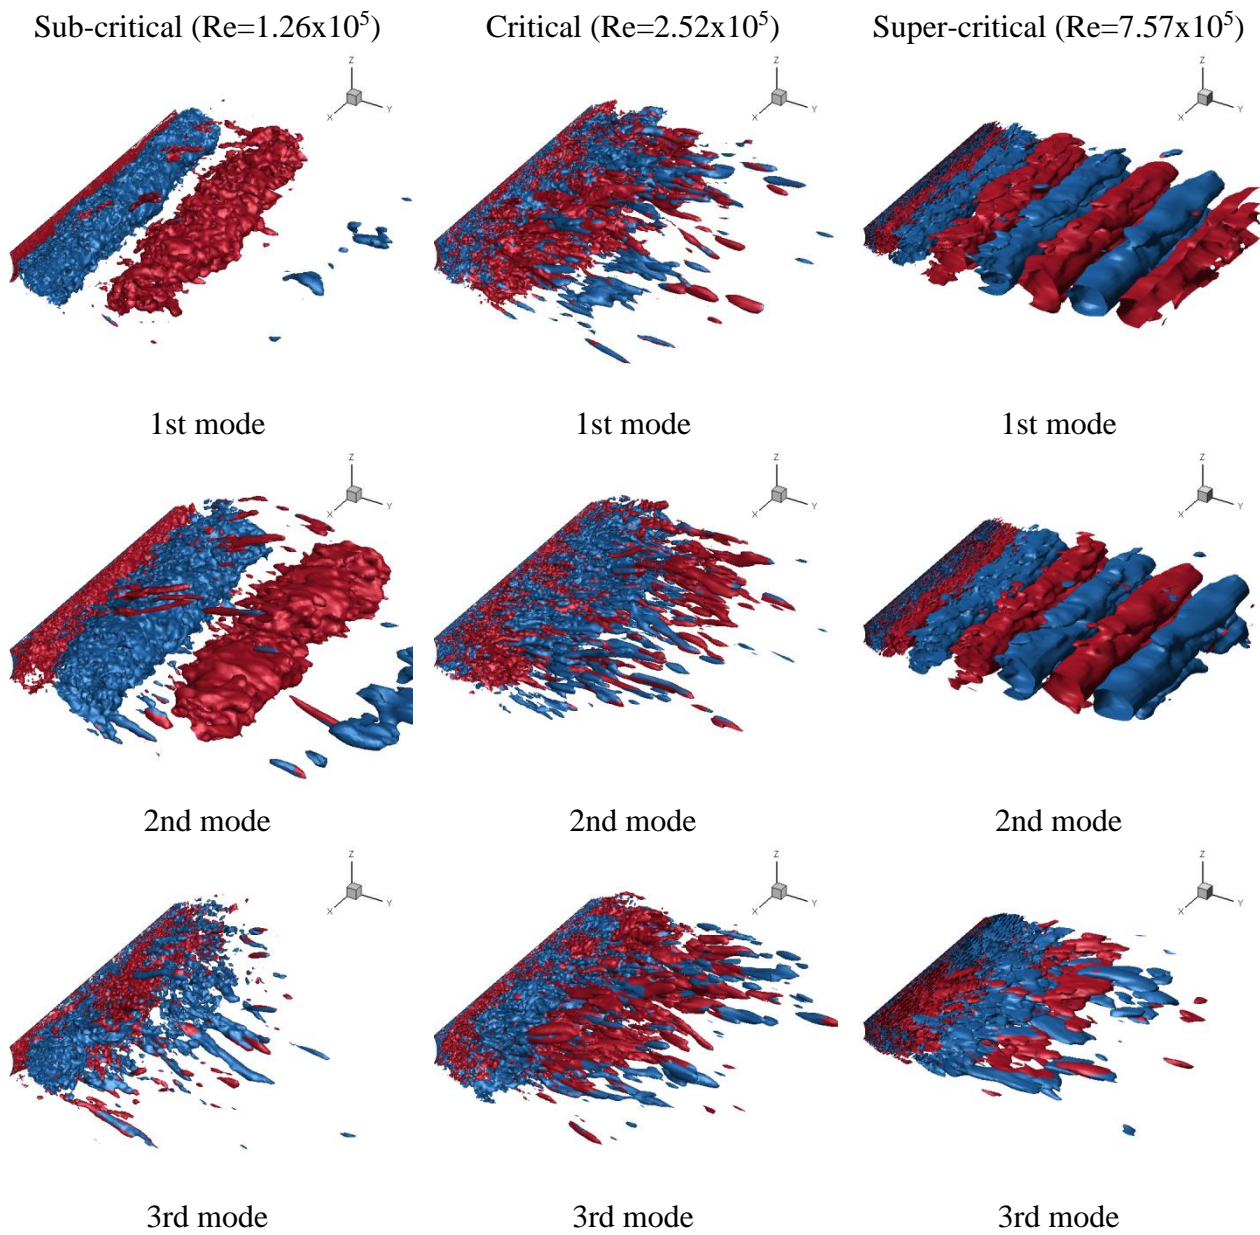 Sub-critical (Re=1.26x10⁵) Critical (Re=2.52x10⁵) Super-critical (Re=7.57x10⁵)
Z Z Z
X Y X Y X Y
1st mode 1st mode 1st mode
Z Z Z
X Y X Y X Y
2nd mode 2nd mode 2nd mode
Z Z Z
X Y X Y X Y
3rd mode 3rd mode 3rd mode